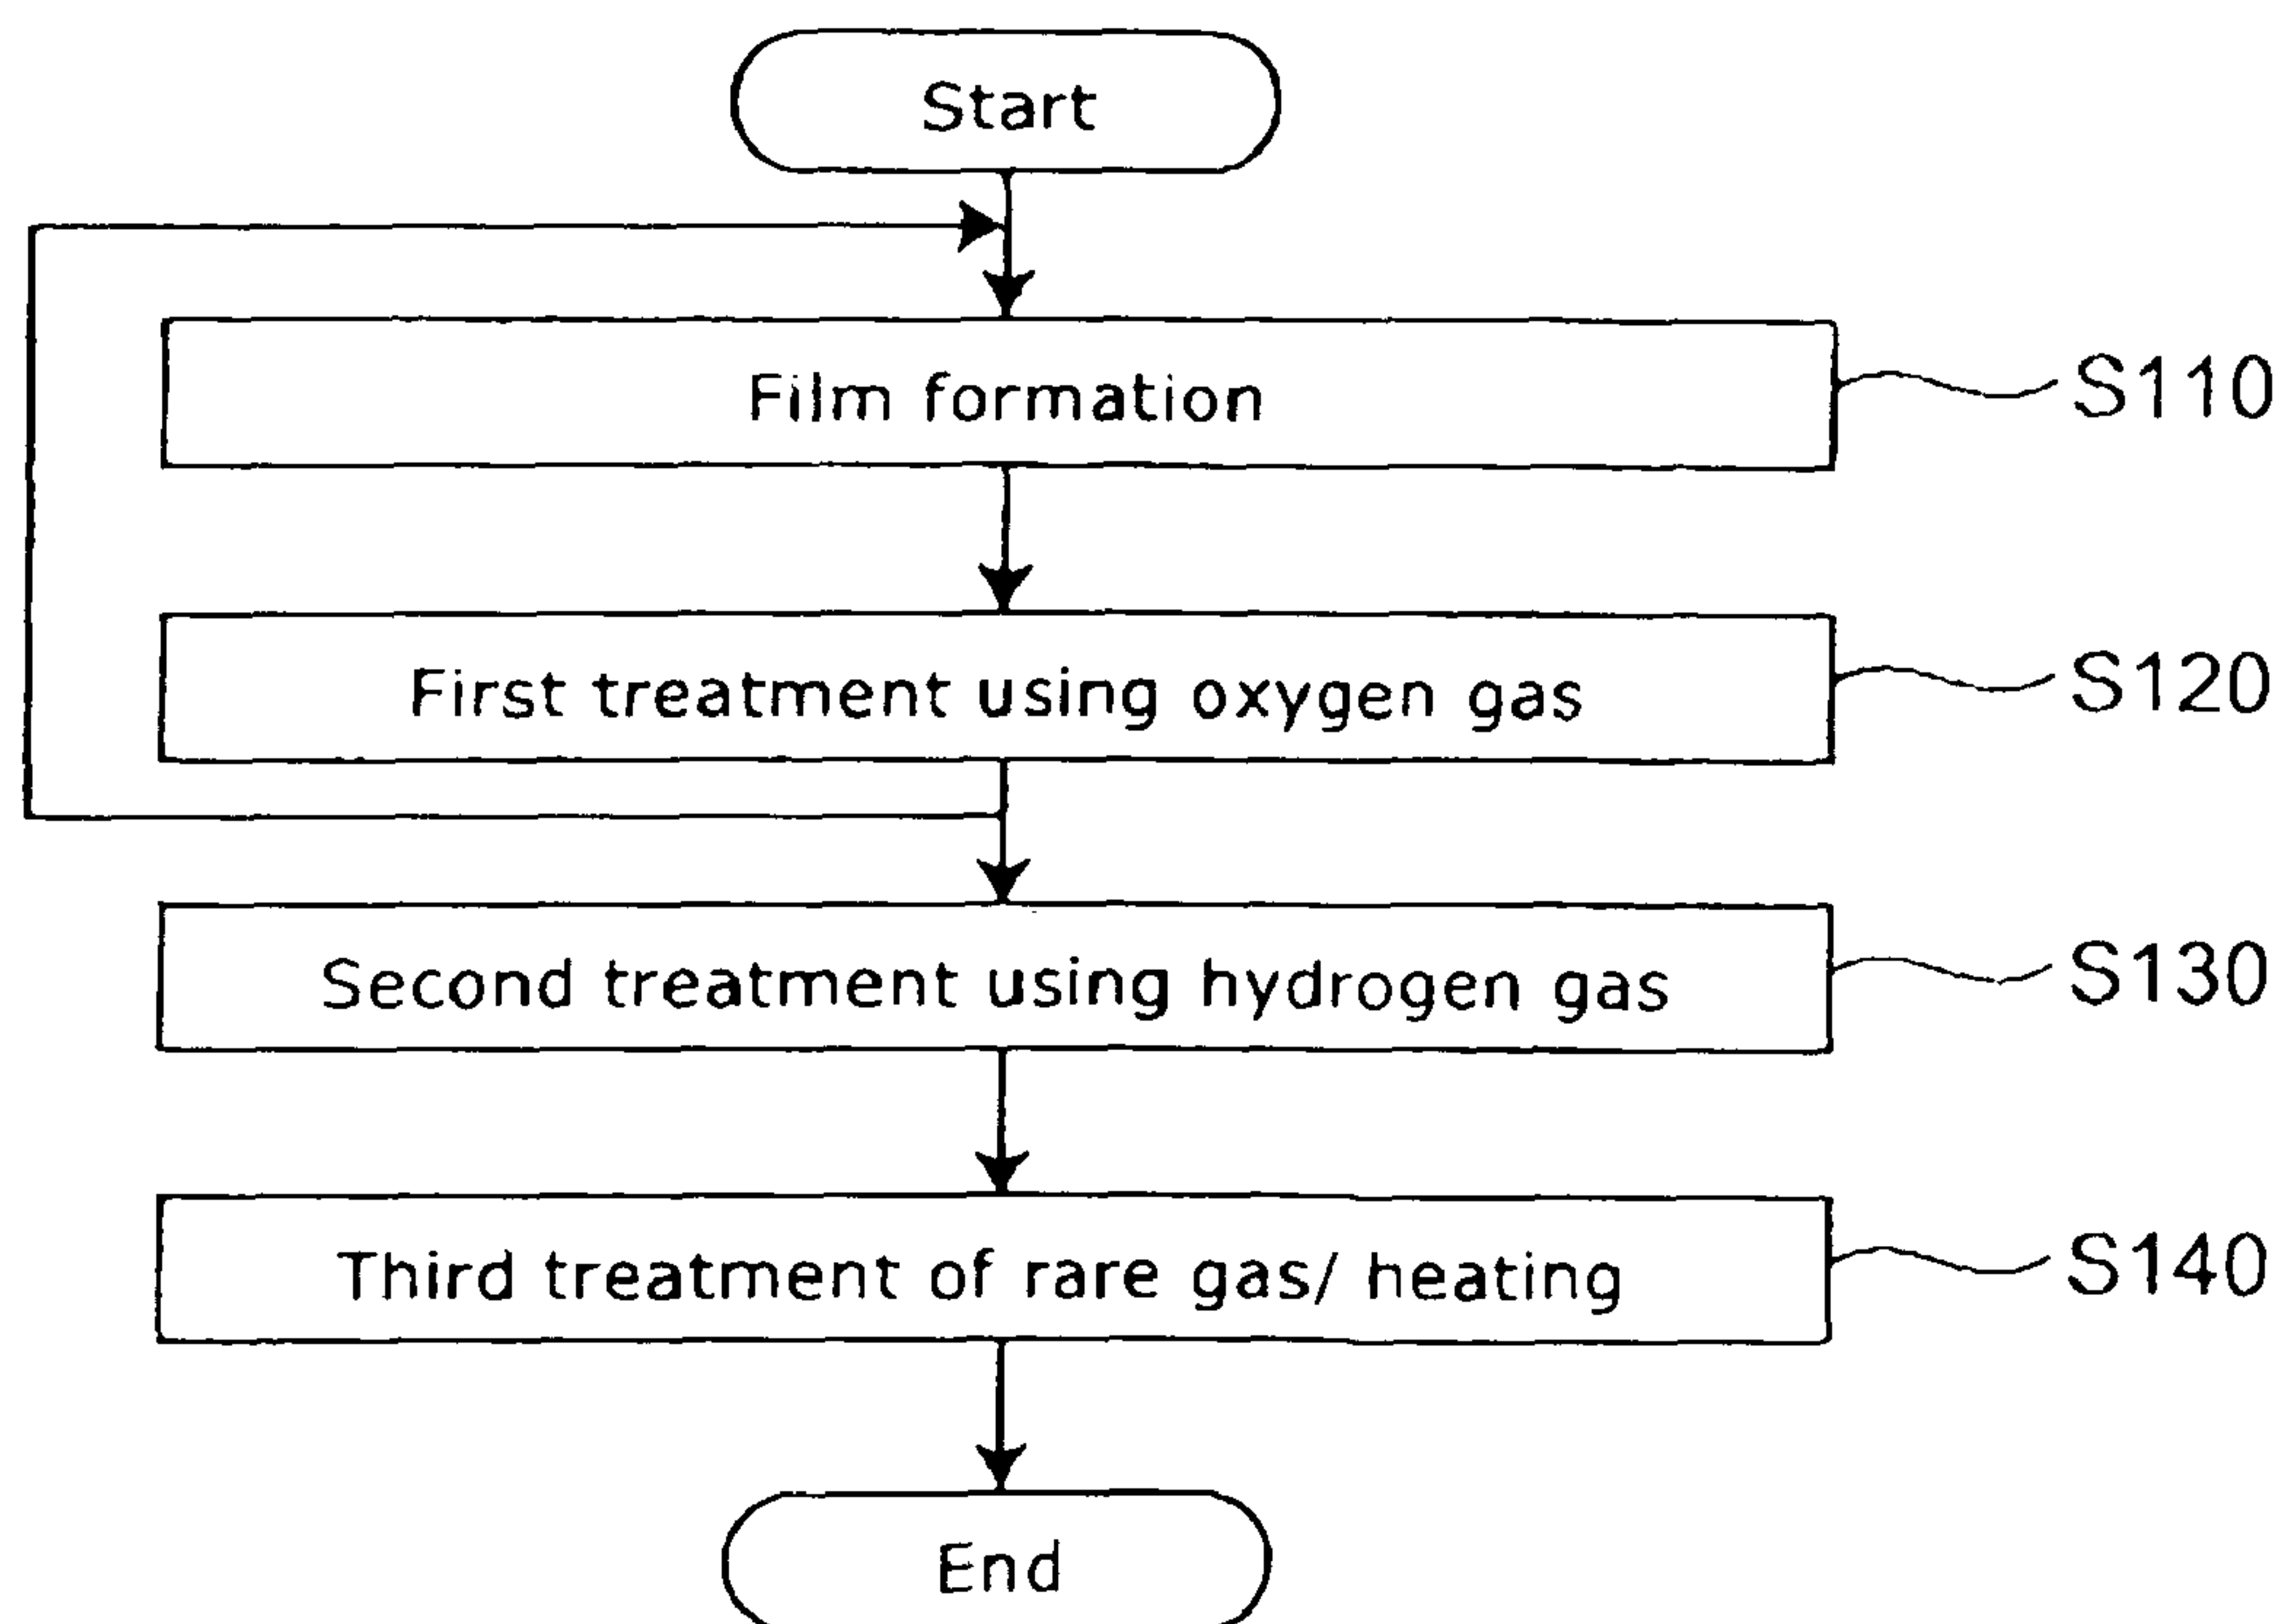 Start
Film formation
S110
First treatment using oxygen gas
S120
Second treatment using hydrogen gas
S130
Third treatment of rare gas/ heating
S140
End